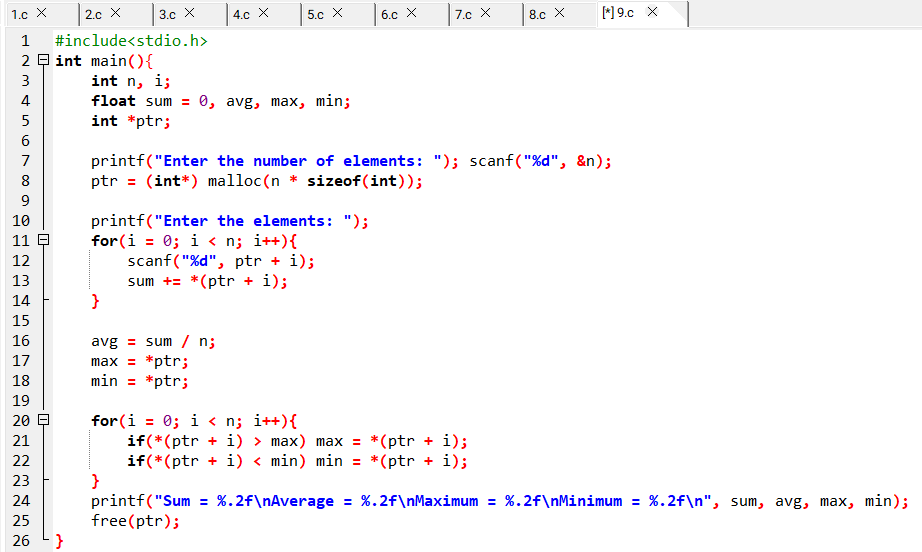 1.c 2.c 3.c 4.c 5.c 6.c 7.c 8.c [*] 9.c
1 #include<stdio.h>
2 int main(){
3 int n, i;
4 float sum = 0, avg, max, min;
5 int *ptr;
6
7 printf("Enter the number of elements: "); scanf("%d", &n);
8 ptr = (int*) malloc(n * sizeof(int));
9
10 printf("Enter the elements: ");
11 for(i = 0; i < n; i++){
12 scanf("%d", ptr + i);
13 sum += *(ptr + i);
14 }
15
16 avg = sum / n;
17 max = *ptr;
18 min = *ptr;
19
20 for(i = 0; i < n; i++){
21 if(*(ptr + i) > max) max = *(ptr + i);
22 if(*(ptr + i) < min) min = *(ptr + i);
23 }
24 printf("Sum = %.2f\nAverage = %.2f\nMaximum = %.2f\nMinimum = %.2f\n", sum, avg, max, min);
25 free(ptr);
26 }